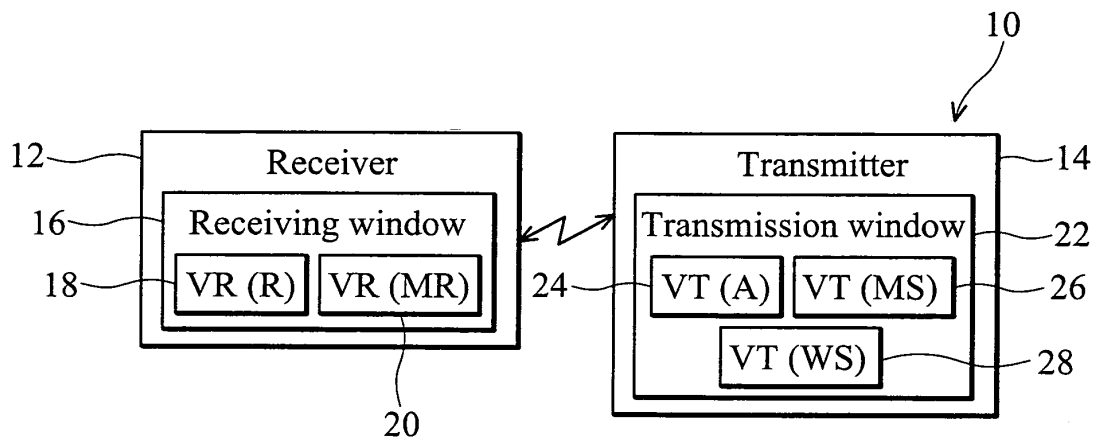 10
12
Receiver
Transmitter
14
16
Receiving window
Transmission window
22
18
VR (R)
VR (MR)
24
VT (A)
VT (MS)
26
VT (WS)
28
20